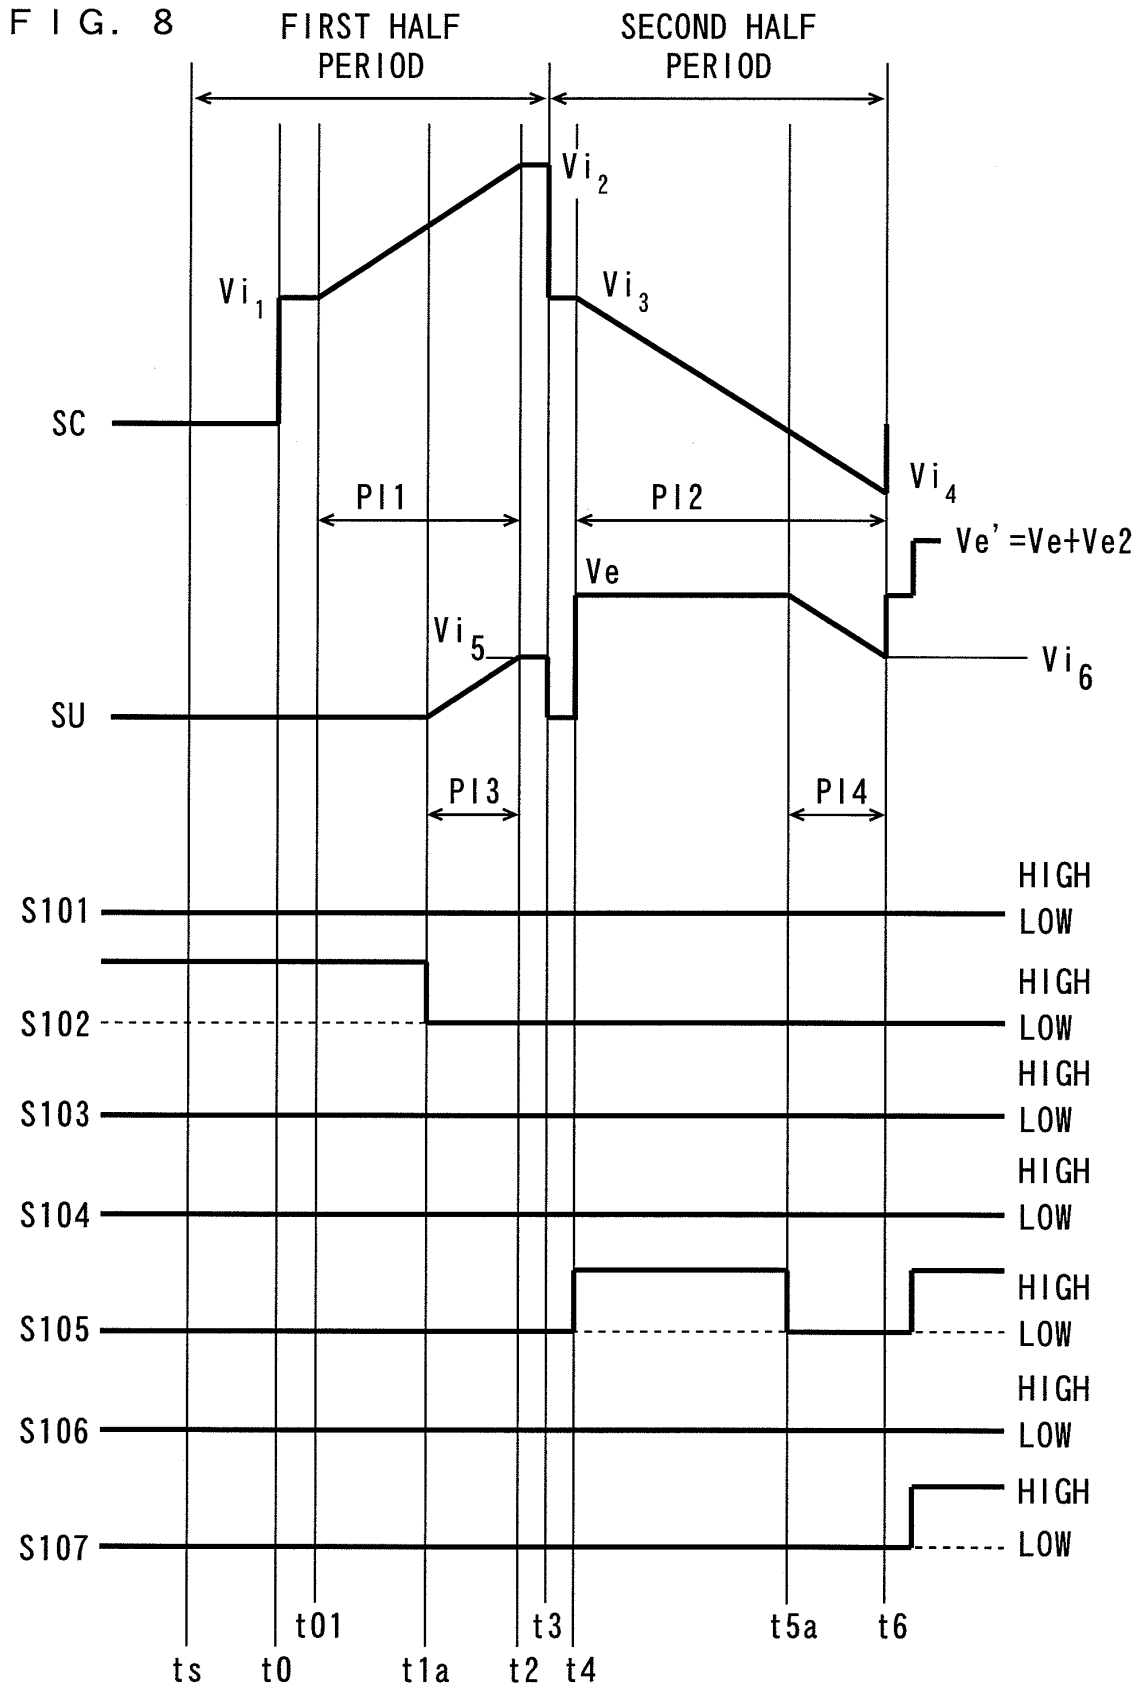 FIG. 8
FIRST HALF
PERIOD
SECOND HALF
PERIOD
Vi2
Vi1
Vi3
SC
Vi4
PI1
PI2
Ve'=Ve+Ve2
Ve
Vi5
Vi6
SU
PI3
PI4
HIGH
S101
LOW
HIGH
S102
LOW
HIGH
S103
LOW
HIGH
S104
LOW
HIGH
S105
LOW
HIGH
S106
LOW
HIGH
S107
LOW
t01
t3
t5a
t6
ts
t0
t1a
t2
t4